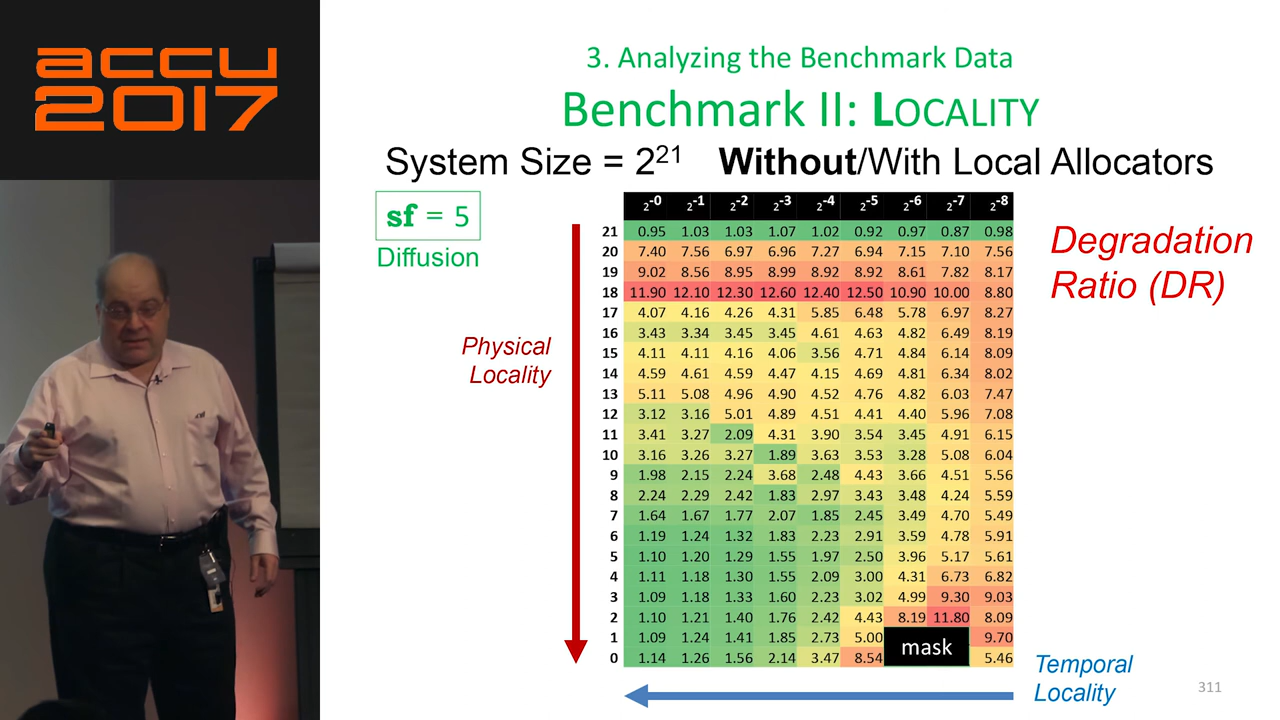 accu
2017
3. Analyzing the Benchmark Data
Benchmark II: LOCALITY
System Size = 2²¹ Without/With Local Allocators
sf = 5
Diffusion
Physical
Locality
Degradation
Ratio (DR)
2⁻⁰ 2⁻¹ 2⁻² 2⁻³ 2⁻⁴ 2⁻⁵ 2⁻⁶ 2⁻⁷ 2⁻⁸
21 0.95 1.03 1.03 1.07 1.02 0.92 0.97 0.87 0.98
20 7.40 7.56 6.97 6.96 7.27 6.94 7.15 7.10 7.56
19 9.02 8.56 8.95 8.99 8.92 8.92 8.61 7.82 8.17
18 11.90 12.10 12.30 12.60 12.40 12.50 10.90 10.00 8.80
17 4.07 4.16 4.26 4.31 5.85 6.48 5.78 6.97 8.27
16 3.43 3.34 3.45 3.45 4.61 4.63 4.82 6.49 8.19
15 4.11 4.11 4.16 4.06 3.56 4.71 4.84 6.14 8.09
14 4.59 4.61 4.59 4.47 4.15 4.69 4.81 6.34 8.02
13 5.11 5.08 4.96 4.90 4.52 4.76 4.82 6.03 7.47
12 3.12 3.16 5.01 4.89 4.51 4.41 4.40 5.96 7.08
11 3.41 3.27 2.09 4.31 3.90 3.54 3.45 4.91 6.15
10 3.16 3.26 3.27 1.89 3.63 3.53 3.28 5.08 6.04
9 1.98 2.15 2.24 3.68 2.48 4.43 3.66 4.51 5.56
8 2.24 2.29 2.42 1.83 2.97 3.43 3.48 4.24 5.59
7 1.64 1.67 1.77 2.07 1.85 2.45 3.49 4.70 5.49
6 1.19 1.24 1.32 1.83 2.23 2.91 3.59 4.78 5.91
5 1.10 1.20 1.29 1.55 1.97 2.50 3.96 5.17 5.61
4 1.11 1.18 1.30 1.55 2.09 3.00 4.31 6.73 6.82
3 1.09 1.18 1.33 1.60 2.23 3.02 4.99 9.30 9.03
2 1.10 1.21 1.40 1.76 2.42 4.43 8.19 11.80 8.09
1 1.09 1.24 1.41 1.85 2.73 5.00 9.70
0 1.14 1.26 1.56 2.14 3.47 8.54 5.46
mask
Temporal
Locality
311